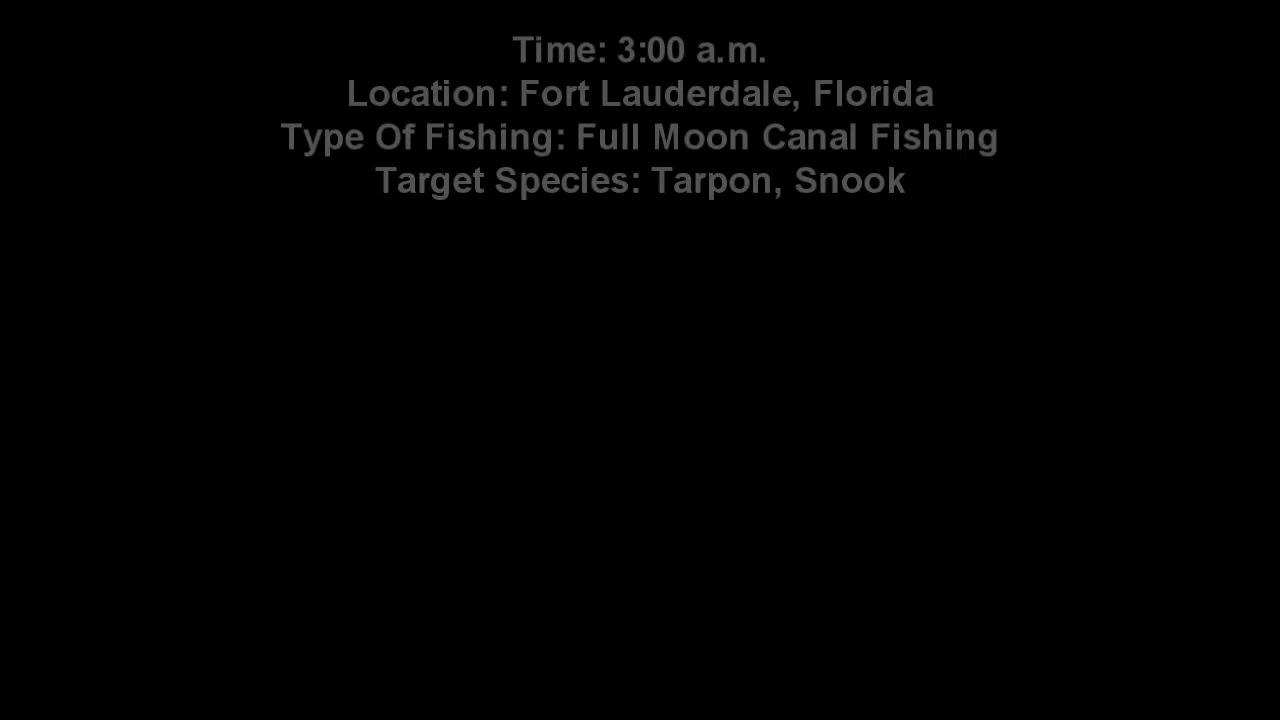 Time: 3:00 a.m.
Location: Fort Lauderdale, Florida
Type Of Fishing: Full Moon Canal Fishing
Target Species: Tarpon, Snook